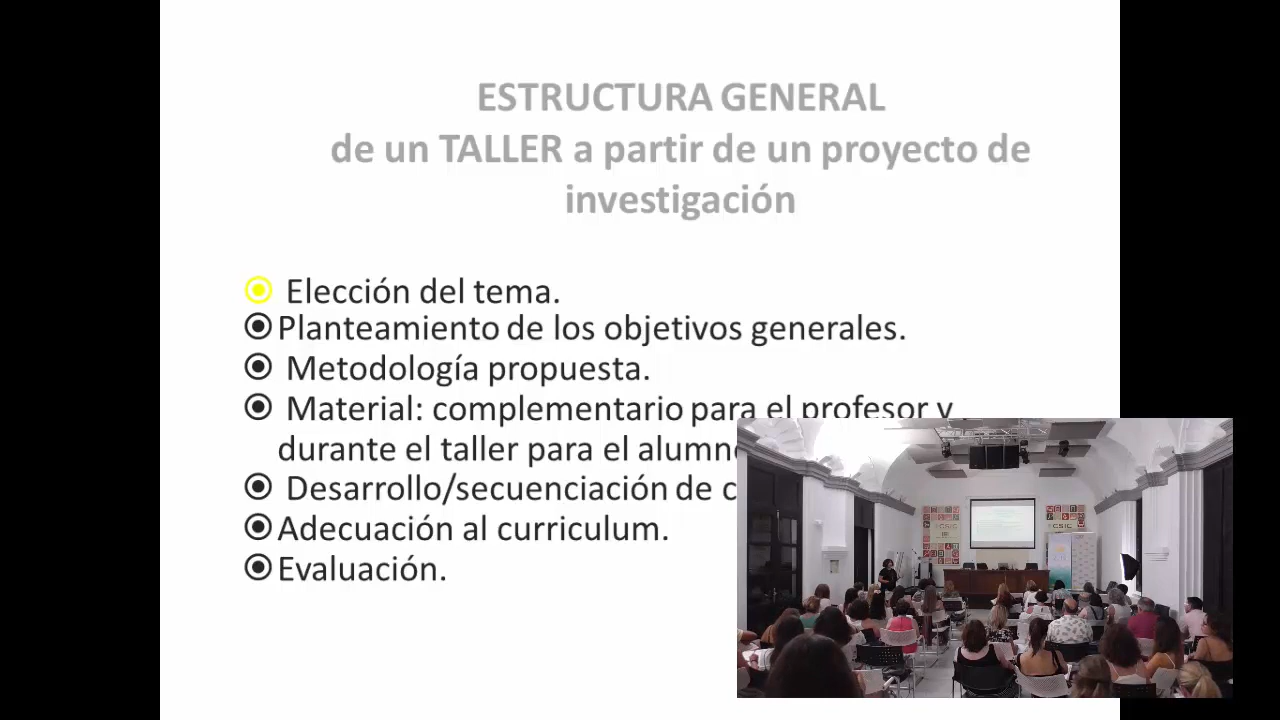 ESTRUCTURA GENERAL
de un TALLER a partir de un proyecto de
investigación
Elección del tema.
Planteamiento de los objetivos generales.
Metodología propuesta.
Material: complementario para el profesor y
durante el taller para el
Desarrollo/secuenciación de
Adecuación al curriculum.
Evaluación.
CSIC
CSIC